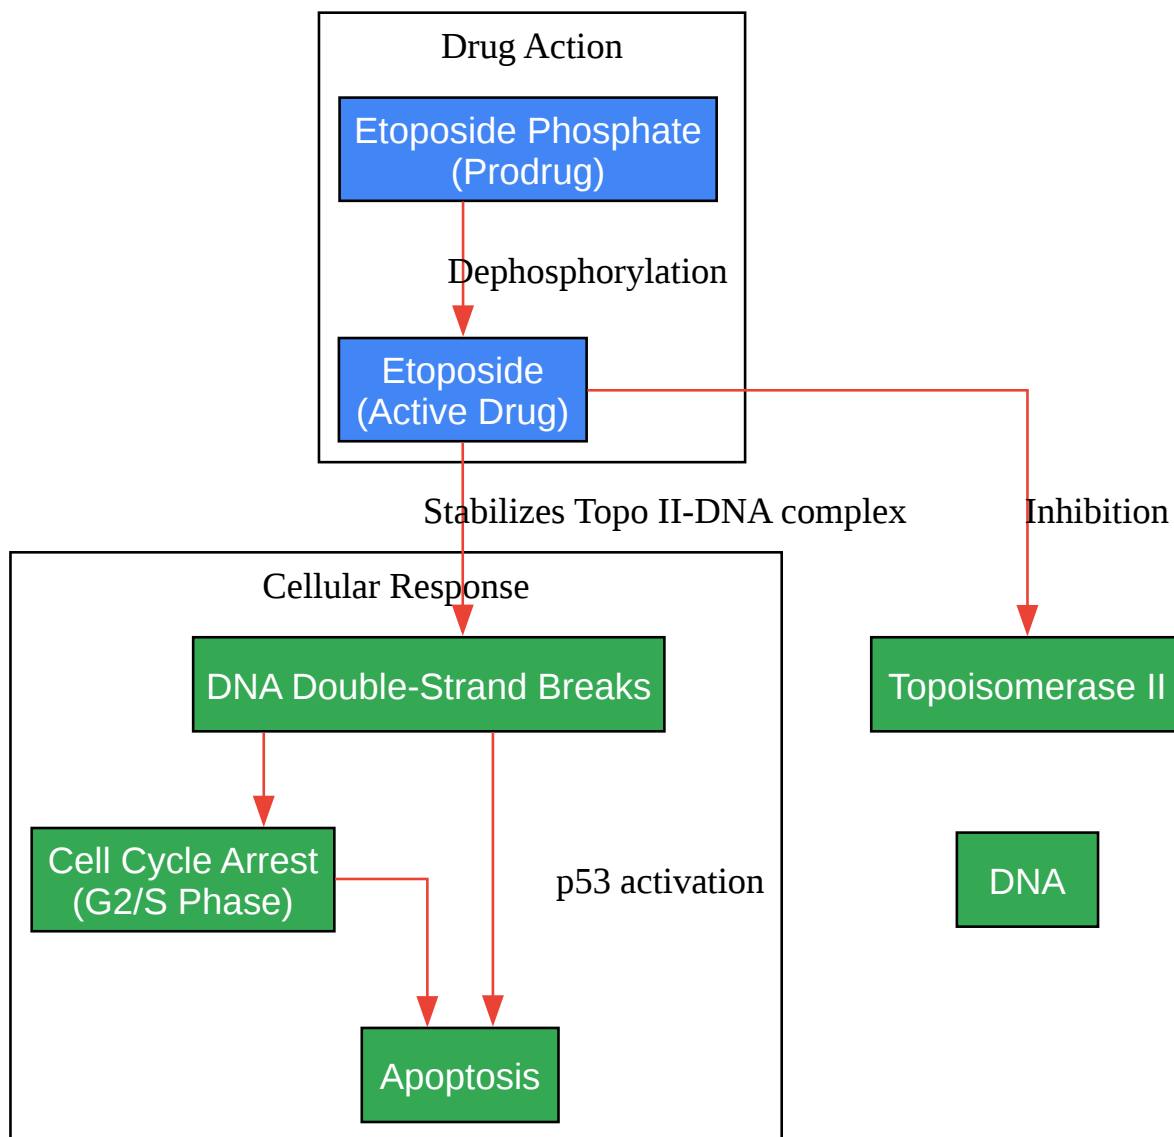 Drug Action
Etoposide Phosphate
(Prodrug)
Dephosphorylation
Etoposide
(Active Drug)
Stabilizes Topo II-DNA complex
Inhibition
Cellular Response
DNA Double-Strand Breaks
Topoisomerase II
Cell Cycle Arrest
(G2/S Phase)
p53 activation
DNA
Apoptosis